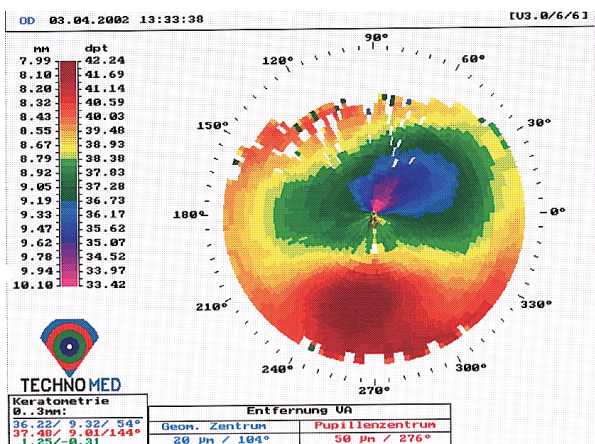 OD 03.04.2002 13:33:38 [V3.0/6/6]
mm dpt
7.99 42.24
8.10 41.69
8.20 41.14
8.32 40.59
8.43 40.03
8.55 39.48
8.67 38.93
8.79 38.38
8.92 37.83
9.05 37.28
9.19 36.73
9.33 36.17
9.47 35.62
9.62 35.07
9.78 34.52
9.94 33.97
10.10 33.42
90°
120° 60°
150° 30°
180° 0°
210° 330°
240° 300°
270°
TECHNOMED
Keratometrie
0..3mm:
36.22/ 9.32/ 54°
37.48/ 9.01/144°
1.25/-0.31
Entfernung VA
Geom. Zentrum Pupillenzentrum
20 µm / 104° 50 µm / 276°